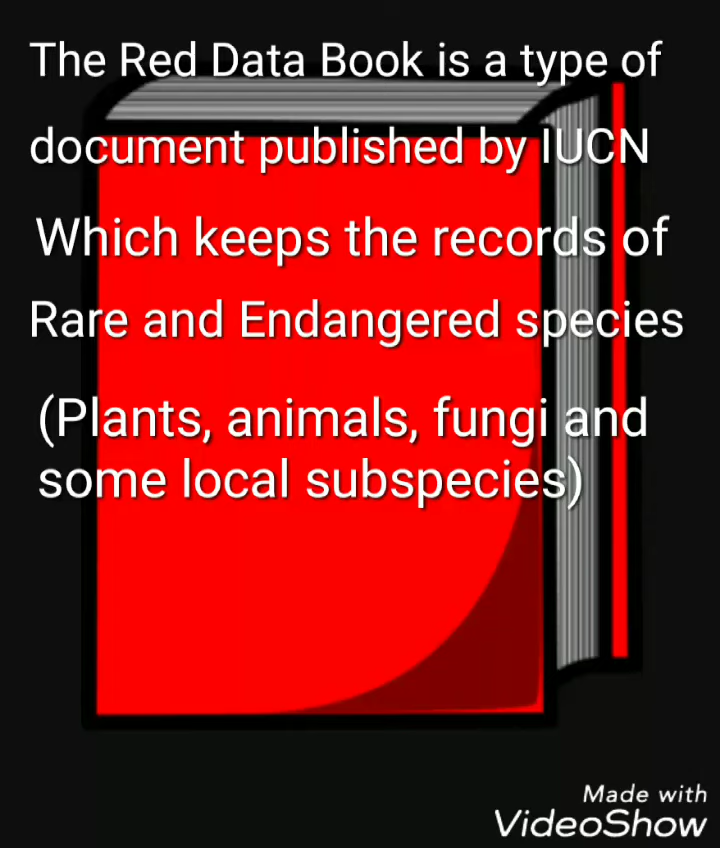 The Red Data Book is a type of
document published by IUCN
Which keeps the records of
Rare and Endangered species
(Plants, animals, fungi and
some local subspecies)
Made with
VideoShow